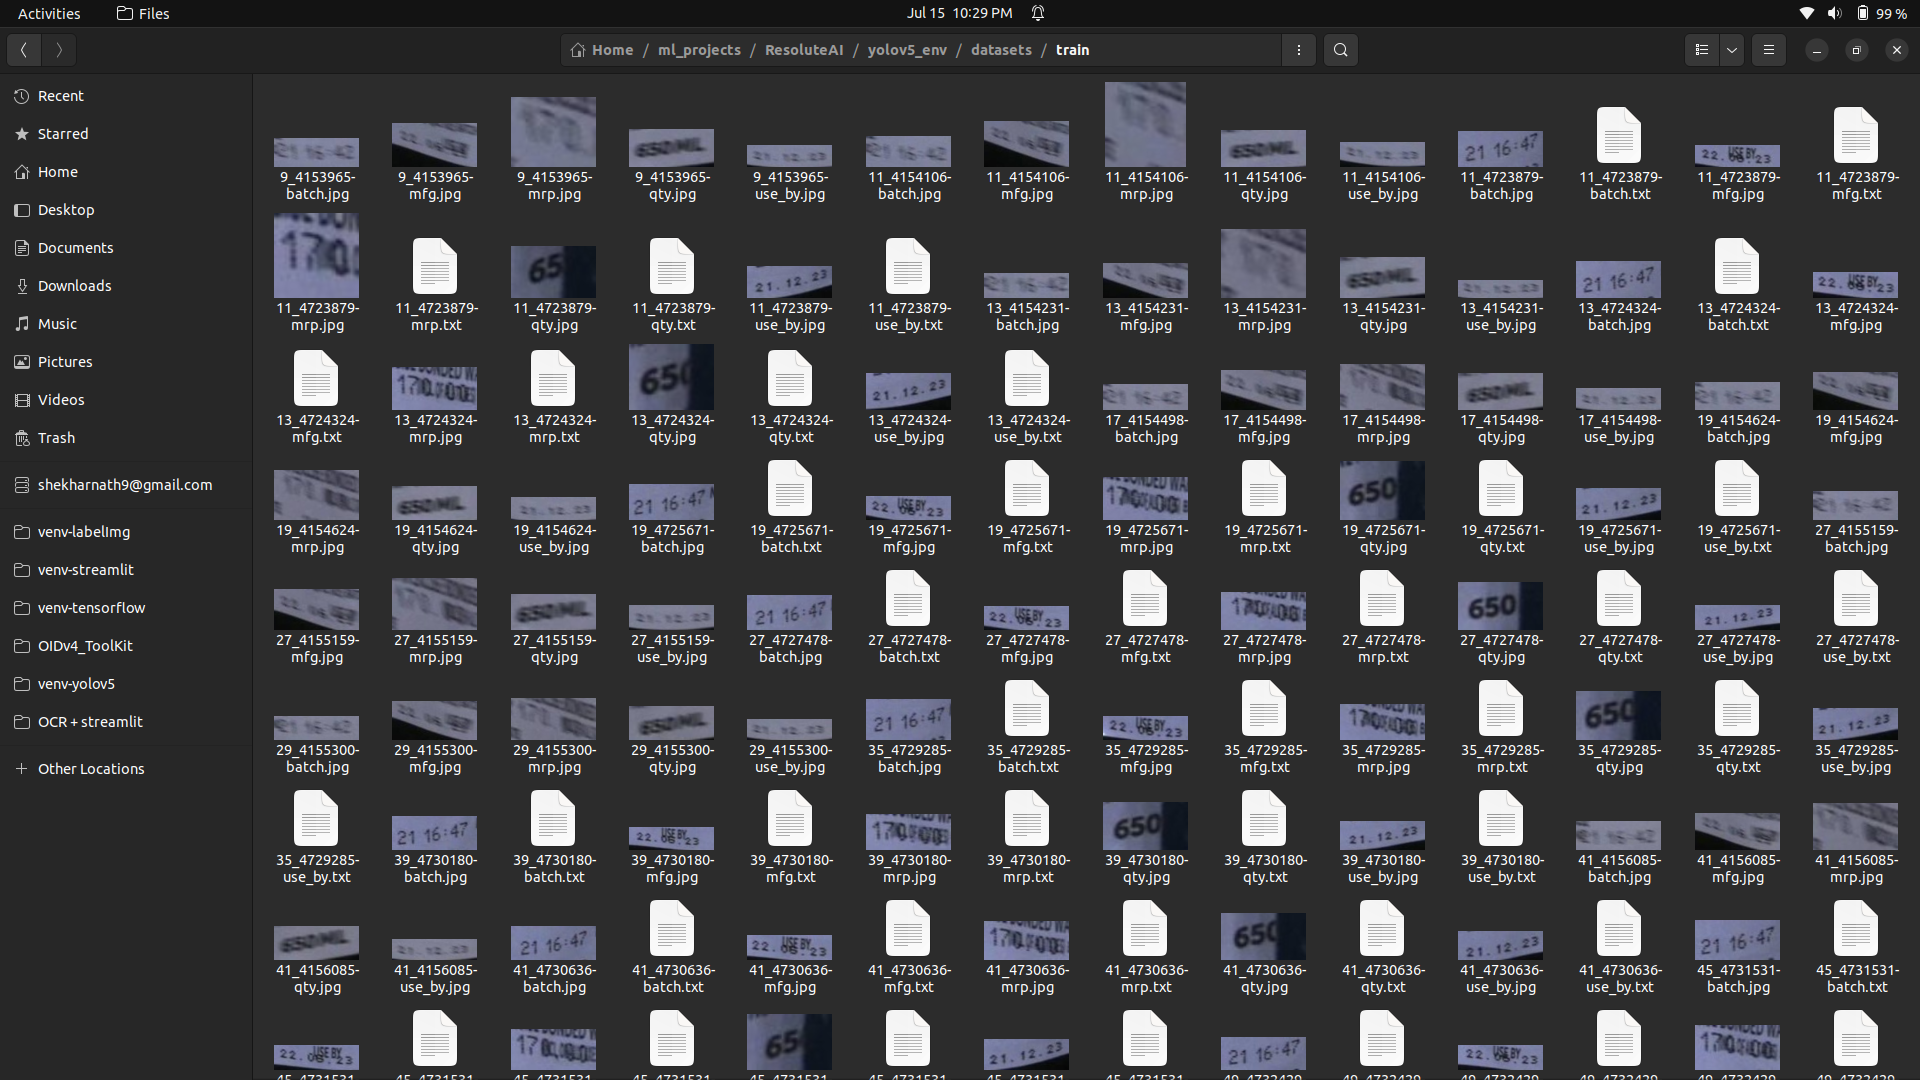 Activities Files Jul 15 10:29 PM 99 %
Home / ml_projects / ResoluteAI / yolov5_env / datasets / train
Recent
Starred
Home
Desktop
Documents
Downloads
Music
Pictures
Videos
Trash
shekharnath9@gmail.com
venv-labelImg
venv-streamlit
venv-tensorflow
OIDv4_ToolKit
venv-yolov5
OCR + streamlit
Other Locations
9_4153965-batch.jpg 9_4153965-mfg.jpg 9_4153965-mrp.jpg 9_4153965-qty.jpg 9_4153965-use_by.jpg 11_4154106-batch.jpg 11_4154106-mfg.jpg 11_4154106-mrp.jpg 11_4154106-qty.jpg 11_4154106-use_by.jpg 11_4723879-batch.jpg 11_4723879-batch.txt 11_4723879-mfg.jpg 11_4723879-mfg.txt
11_4723879-mrp.jpg 11_4723879-mrp.txt 11_4723879-qty.jpg 11_4723879-qty.txt 11_4723879-use_by.jpg 11_4723879-use_by.txt 13_4154231-batch.jpg 13_4154231-mfg.jpg 13_4154231-mrp.jpg 13_4154231-qty.jpg 13_4154231-use_by.jpg 13_4724324-batch.jpg 13_4724324-batch.txt 13_4724324-mfg.jpg
13_4724324-mfg.txt 13_4724324-mrp.jpg 13_4724324-mrp.txt 13_4724324-qty.jpg 13_4724324-qty.txt 13_4724324-use_by.jpg 13_4724324-use_by.txt 17_4154498-batch.jpg 17_4154498-mfg.jpg 17_4154498-mrp.jpg 17_4154498-qty.jpg 17_4154498-use_by.jpg 19_4154624-batch.jpg 19_4154624-mfg.jpg
19_4154624-mrp.jpg 19_4154624-qty.jpg 19_4154624-use_by.jpg 19_4725671-batch.jpg 19_4725671-batch.txt 19_4725671-mfg.jpg 19_4725671-mfg.txt 19_4725671-mrp.jpg 19_4725671-mrp.txt 19_4725671-qty.jpg 19_4725671-qty.txt 19_4725671-use_by.jpg 19_4725671-use_by.txt 27_4155159-batch.jpg
27_4155159-mfg.jpg 27_4155159-mrp.jpg 27_4155159-qty.jpg 27_4155159-use_by.jpg 27_4727478-batch.jpg 27_4727478-batch.txt 27_4727478-mfg.jpg 27_4727478-mfg.txt 27_4727478-mrp.jpg 27_4727478-mrp.txt 27_4727478-qty.jpg 27_4727478-qty.txt 27_4727478-use_by.jpg 27_4727478-use_by.txt
29_4155300-batch.jpg 29_4155300-mfg.jpg 29_4155300-mrp.jpg 29_4155300-qty.jpg 29_4155300-use_by.jpg 35_4729285-batch.jpg 35_4729285-batch.txt 35_4729285-mfg.jpg 35_4729285-mfg.txt 35_4729285-mrp.jpg 35_4729285-mrp.txt 35_4729285-qty.jpg 35_4729285-qty.txt 35_4729285-use_by.jpg
35_4729285-use_by.txt 39_4730180-batch.jpg 39_4730180-batch.txt 39_4730180-mfg.jpg 39_4730180-mfg.txt 39_4730180-mrp.jpg 39_4730180-mrp.txt 39_4730180-qty.jpg 39_4730180-qty.txt 39_4730180-use_by.jpg 39_4730180-use_by.txt 41_4156085-batch.jpg 41_4156085-mfg.jpg 41_4156085-mrp.jpg
41_4156085-qty.jpg 41_4156085-use_by.jpg 41_4730636-batch.jpg 41_4730636-batch.txt 41_4730636-mfg.jpg 41_4730636-mfg.txt 41_4730636-mrp.jpg 41_4730636-mrp.txt 41_4730636-qty.jpg 41_4730636-qty.txt 41_4730636-use_by.jpg 41_4730636-use_by.txt 45_4731531-batch.jpg 45_4731531-batch.txt